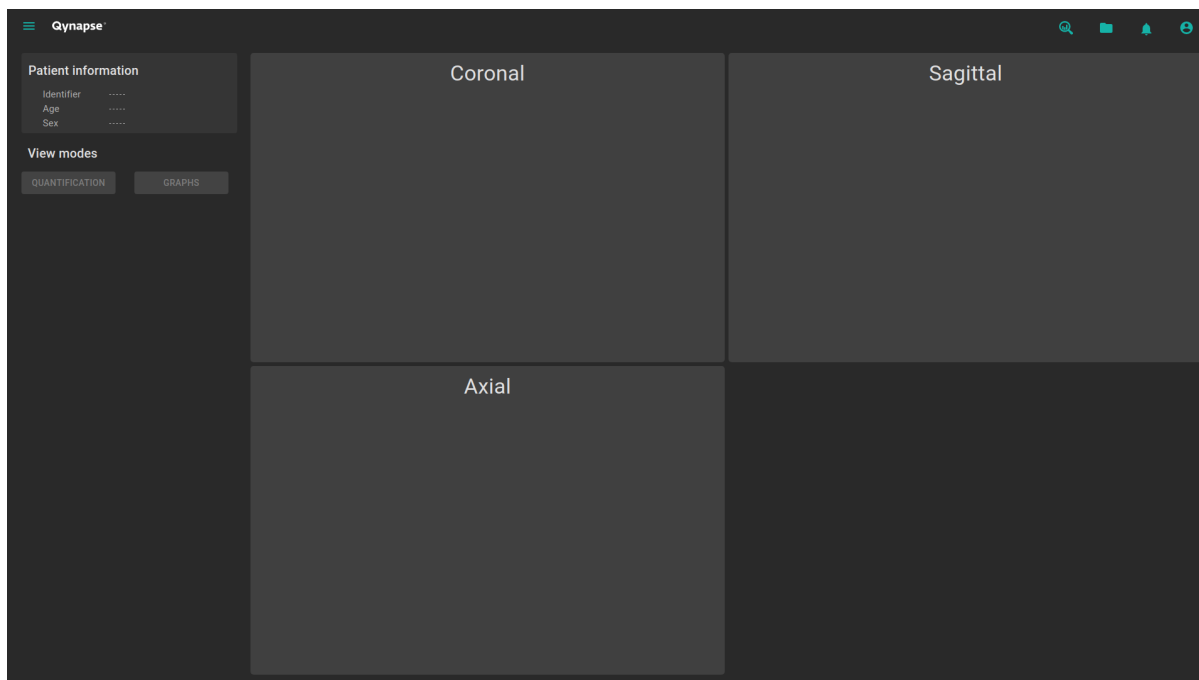 Qynapse
Patient information
Identifier -----
Age -----
Sex -----
View modes
QUANTIFICATION
GRAPHS
Coronal
Sagittal
Axial